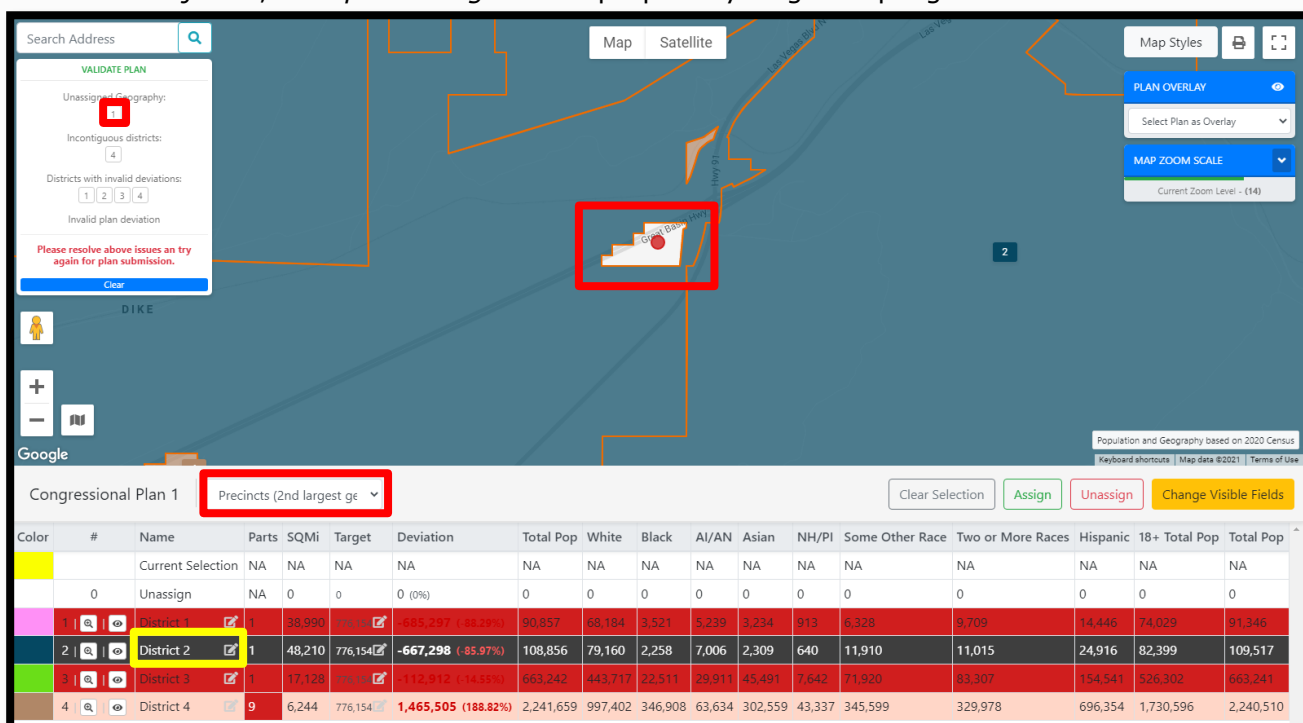 Search Address
Map Satellite
Map Styles
VALIDATE PLAN
Unassigned Geography:
1
Incontiguous districts:
4
Districts with invalid deviations:
1 2 3 4
Invalid plan deviation
Please resolve above issues an try
again for plan submission.
Clear
PLAN OVERLAY
Select Plan as Overlay
MAP ZOOM SCALE
Current Zoom Level - (14)
Las Vegas Blvd N
Las Ve
Hwy 91
Great Basin Hwy
2
DIKE
+
−
Google
Population and Geography based on 2020 Census
Keyboard shortcuts Map data ©2021 Terms of Use
Congressional Plan 1 Precincts (2nd largest ge Clear Selection Assign Unassign Change Visible Fields
Color # Name Parts SQMi Target Deviation Total Pop White Black AI/AN Asian NH/PI Some Other Race Two or More Races Hispanic 18+ Total Pop Total Pop
Current Selection NA NA NA NA NA NA NA NA NA NA NA NA NA NA NA
0 Unassign NA 0 0 0 (0%) 0 0 0 0 0 0 0 0 0 0 0
1 | | District 1 1 38,990 776,154 -685,297 (-88.29%) 90,857 68,184 3,521 5,239 3,234 913 6,328 9,709 14,446 74,029 91,346
2 | | District 2 1 48,210 776,154 -667,298 (-85.97%) 108,856 79,160 2,258 7,006 2,309 640 11,910 11,015 24,916 82,399 109,517
3 | | District 3 1 17,128 776,154 -112,912 (-14.55%) 663,242 443,717 22,511 29,911 45,491 7,642 71,920 83,307 154,541 526,302 663,241
4 | | District 4 9 6,244 776,154 1,465,505 (188.82%) 2,241,659 997,402 346,908 63,634 302,559 43,337 345,599 329,978 696,354 1,730,596 2,240,510